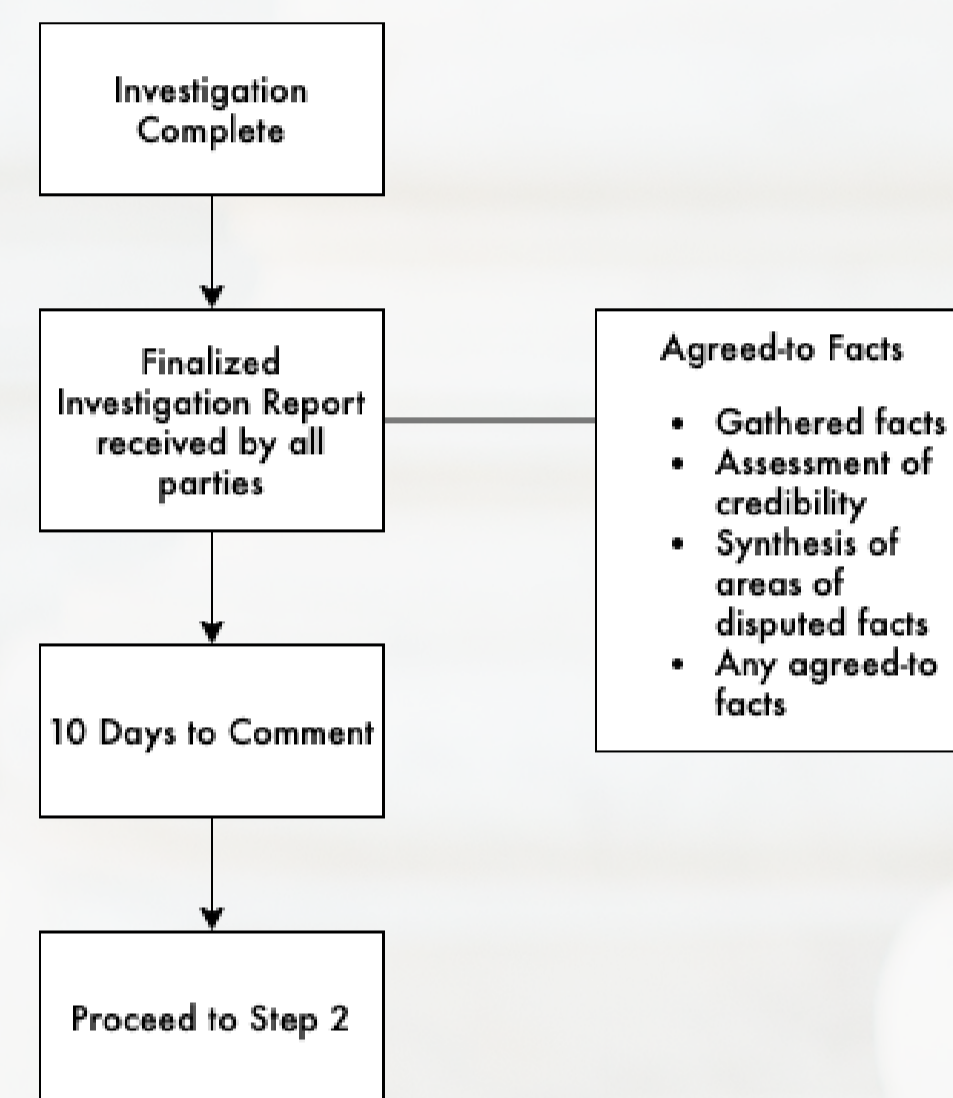 Investigation
Complete
Finalized
Investigation Report
received by all
parties
Agreed-to Facts
• Gathered facts
• Assessment of
credibility
• Synthesis of
areas of
disputed facts
• Any agreed-to
facts
10 Days to Comment
Proceed to Step 2